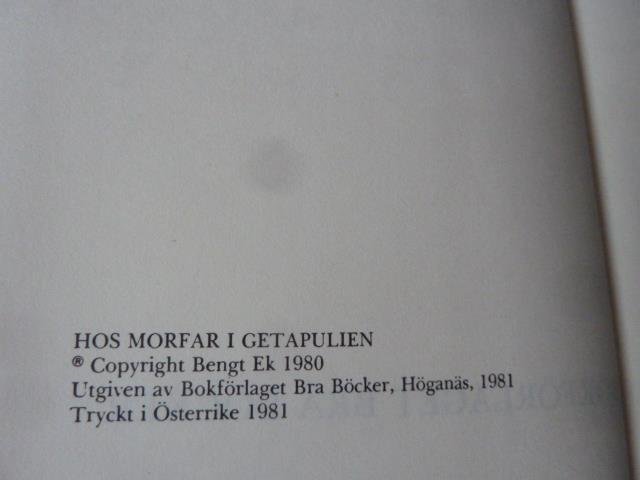 HOS MORFAR I GETAPULIEN
® Copyright Bengt Ek 1980
Utgiven av Bokförlaget Bra Böcker, Höganäs, 1981
Tryckt i Österrike 1981